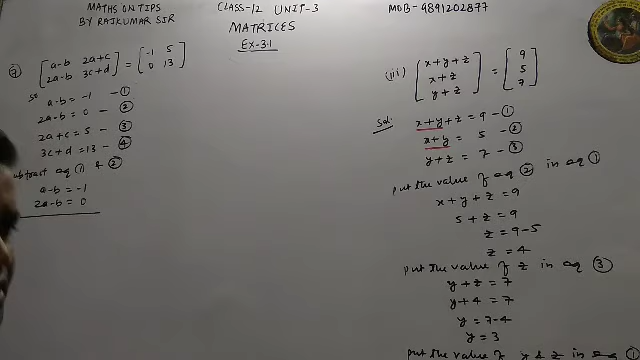 MATHS ON TIPS
BY RAJKUMAR SIR
CLASS-12 UNIT-3
MOB- 9891202877
MATRICES
EX-3.1
7) [a-b 2a+c
2a-b 3c+d] = [-1 5
0 13]
so a-b = -1 - ①
2a-b = 0 - ②
2a+c = 5 - ③
3c+d = 13 - ④
subtract eq ① & ②
a-b = -1
2a-b = 0
(iii) [x+y+z
x+z
y+z] = [9
5
7]
Sol: x+y+z = 9 - ①
x+y = 5 - ②
y+z = 7 - ③
put the value of eq ② in eq ①
x+y+z = 9
5+z = 9
z = 9-5
z = 4
put the value of z in eq ③
y+z = 7
y+4 = 7
y = 7-4
y = 3
put the value of y & z in eq ①